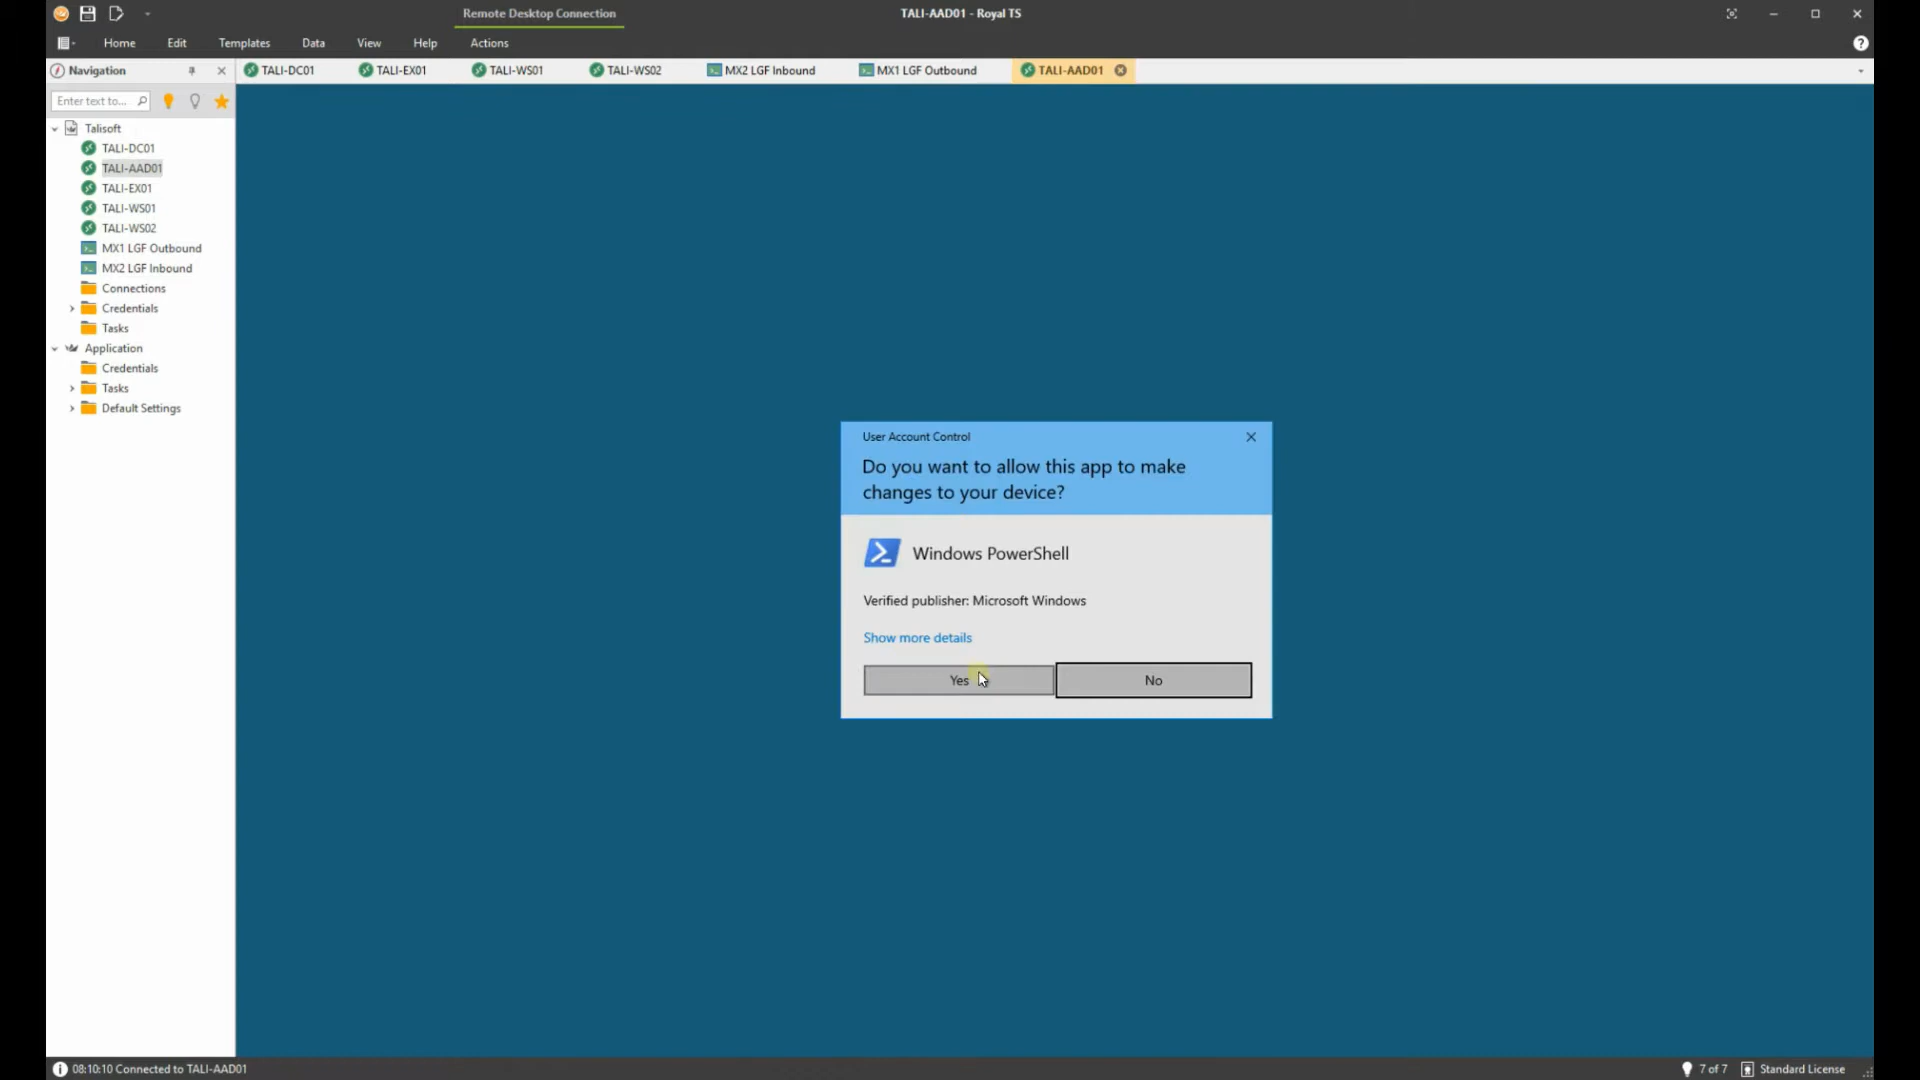 Remote Desktop Connection
TALI-AAD01 - Royal TS
Home Edit Templates Data View Help Actions
Navigation
TALI-DC01 TALI-EX01 TALI-WS01 TALI-WS02 MX2 LGF Inbound MX1 LGF Outbound TALI-AAD01
Enter text to...
Talisoft
TALI-DC01
TALI-AAD01
TALI-EX01
TALI-WS01
TALI-WS02
MX1 LGF Outbound
MX2 LGF Inbound
Connections
Credentials
Tasks
Application
Credentials
Tasks
Default Settings
User Account Control
Do you want to allow this app to make
changes to your device?
Windows PowerShell
Verified publisher: Microsoft Windows
Show more details
Yes No
08:10:10 Connected to TALI-AAD01
7 of 7 Standard License